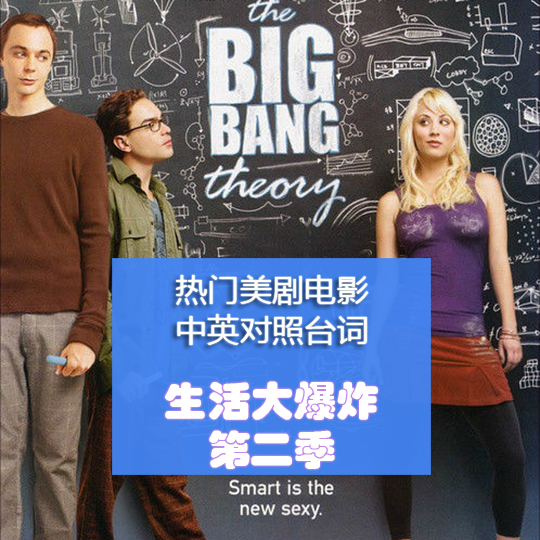 the
BIG
BANG
theory
热门美剧电影
中英对照台词
生活大爆炸
第二季
Smart is the
new sexy.